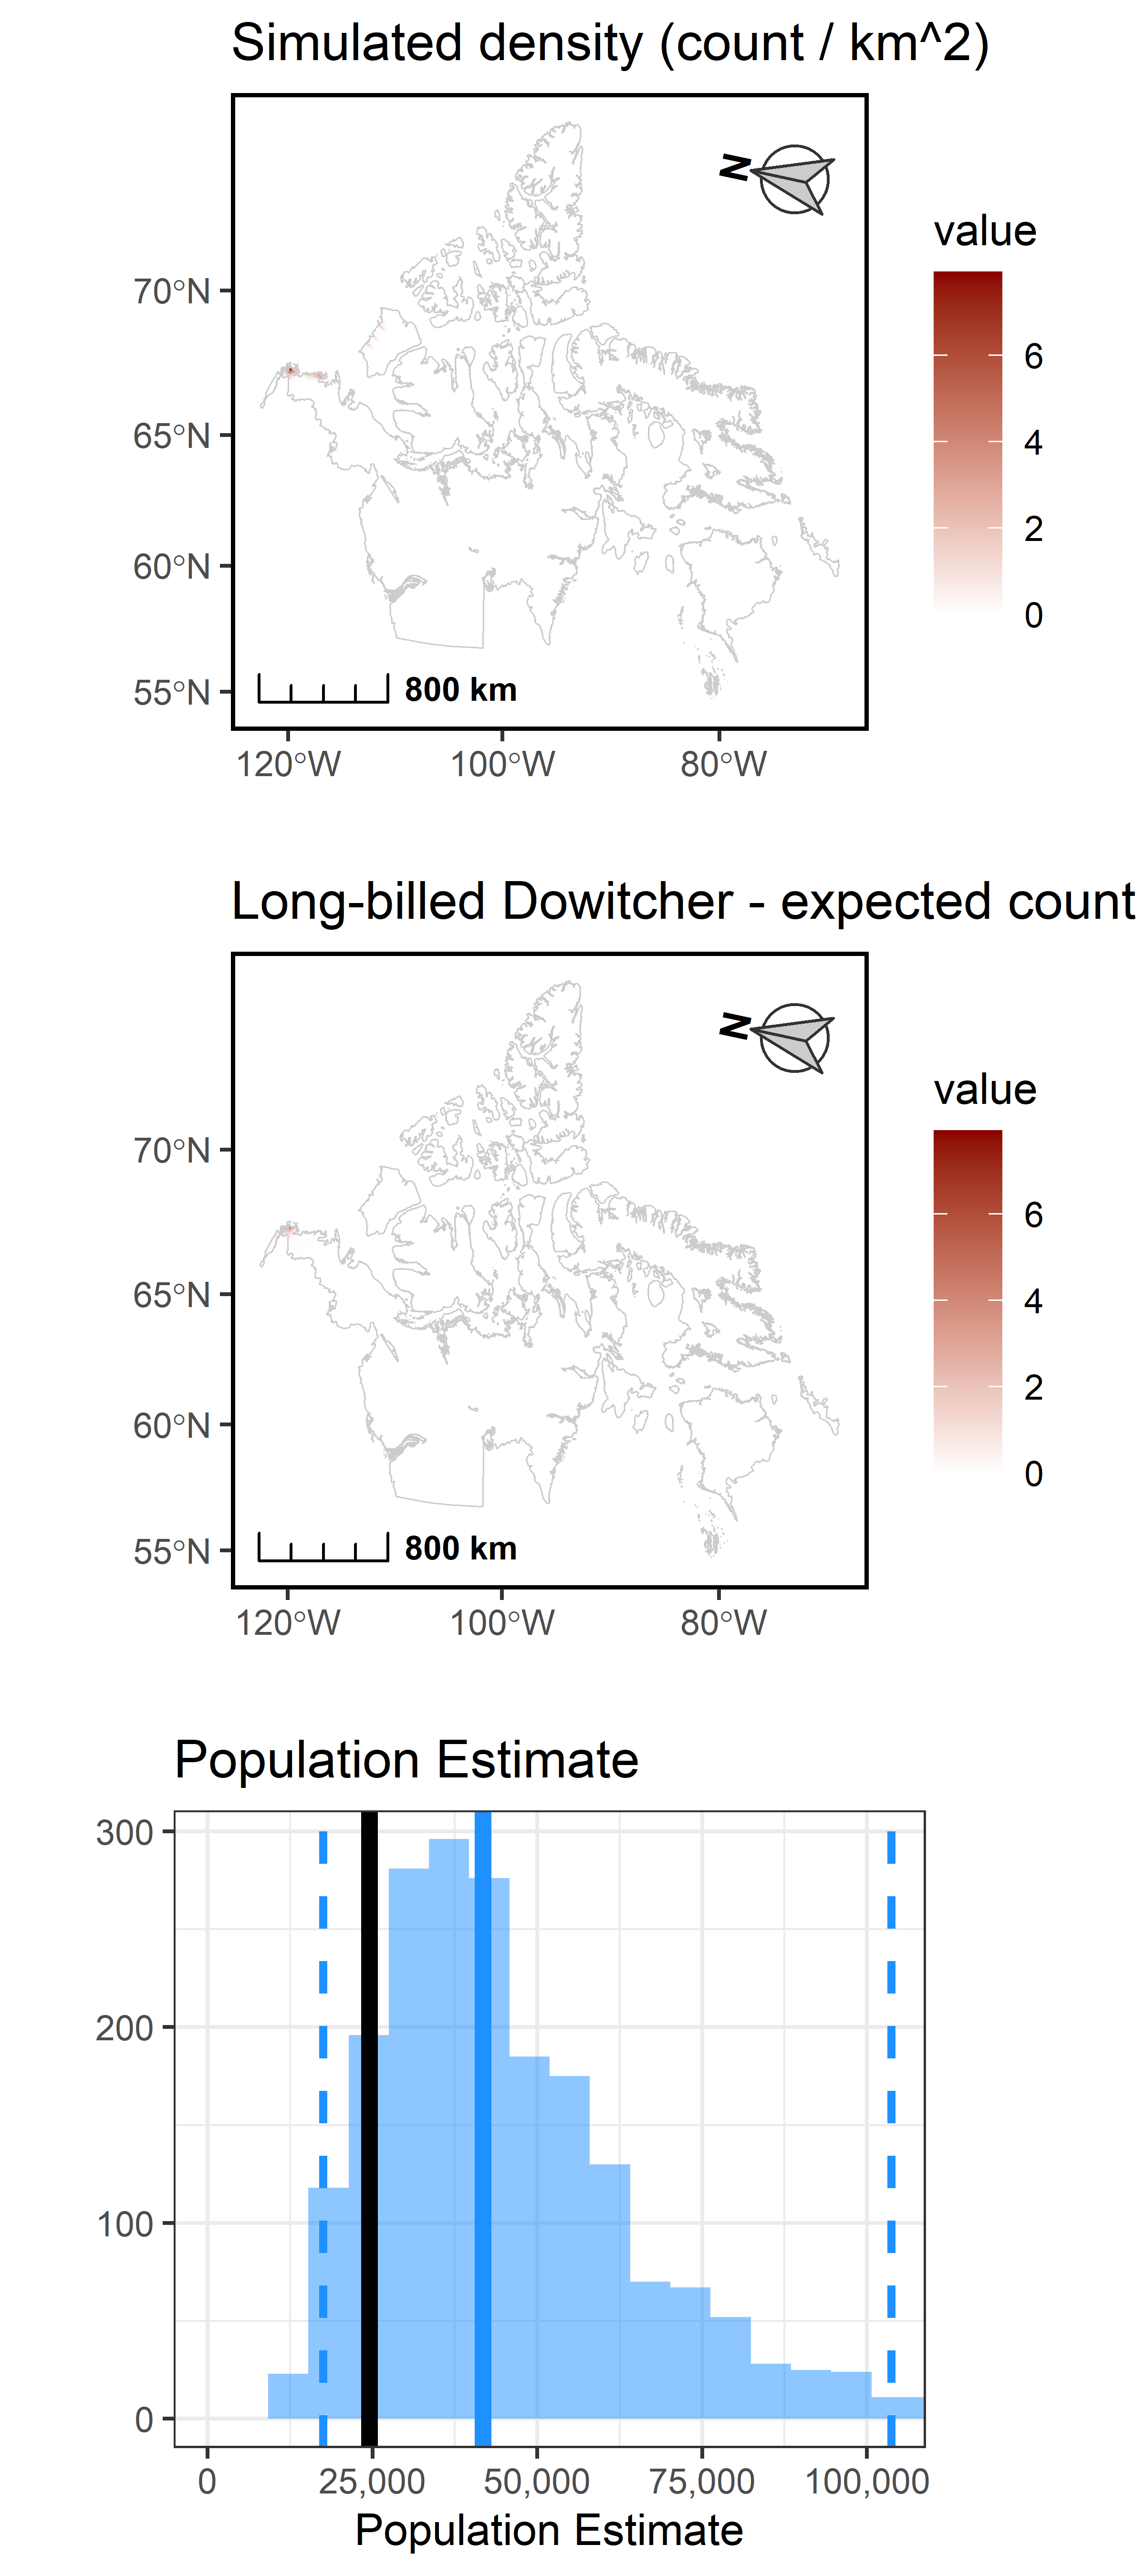 Simulated density (count / km^2)
N
70°N
65°N
60°N
55°N
800 km
120°W 100°W 80°W
value
6
4
2
0
Long-billed Dowitcher - expected count
N
70°N
65°N
60°N
55°N
800 km
120°W 100°W 80°W
value
6
4
2
0
Population Estimate
300
200
100
0
0 25,000 50,000 75,000 100,000
Population Estimate